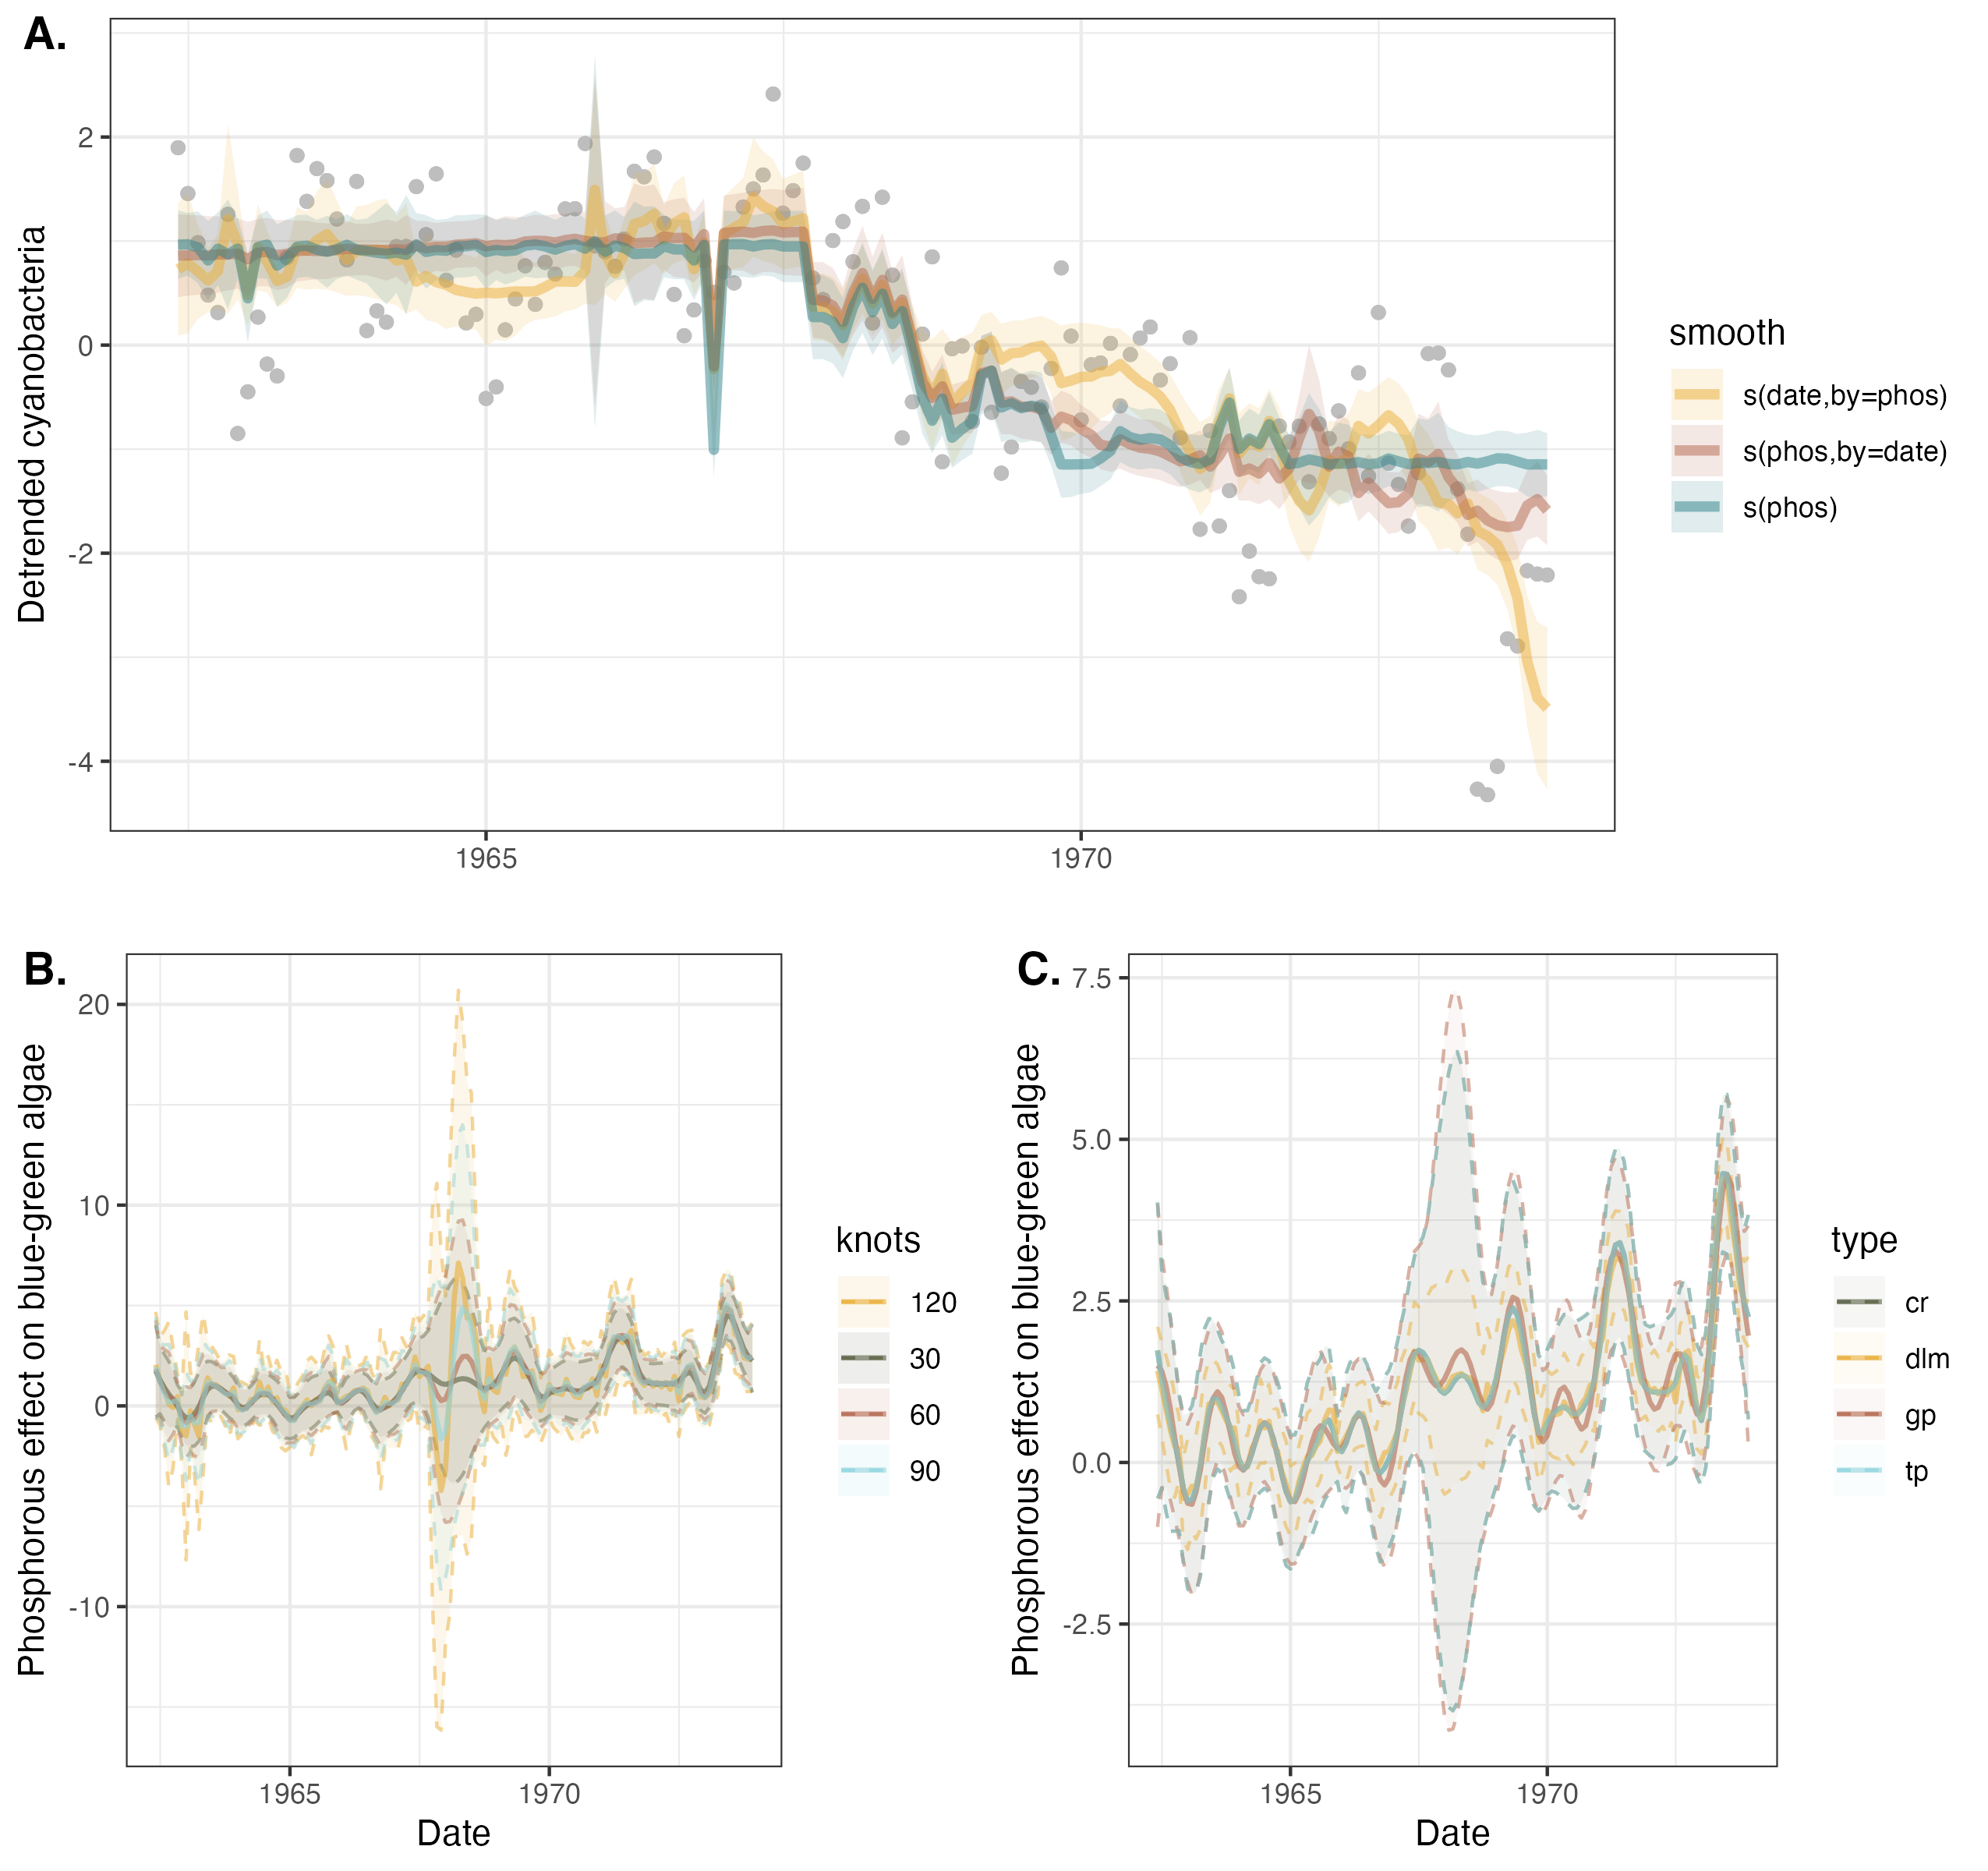 A.
Detrended cyanobacteria
2
0
-2
-4
1965
1970
smooth
s(date,by=phos)
s(phos,by=date)
s(phos)
B.
Phosphorous effect on blue-green algae
20
10
0
-10
1965
1970
Date
knots
120
30
60
90
C.
Phosphorous effect on blue-green algae
7.5
5.0
2.5
0.0
-2.5
1965
1970
Date
type
cr
dlm
gp
tp